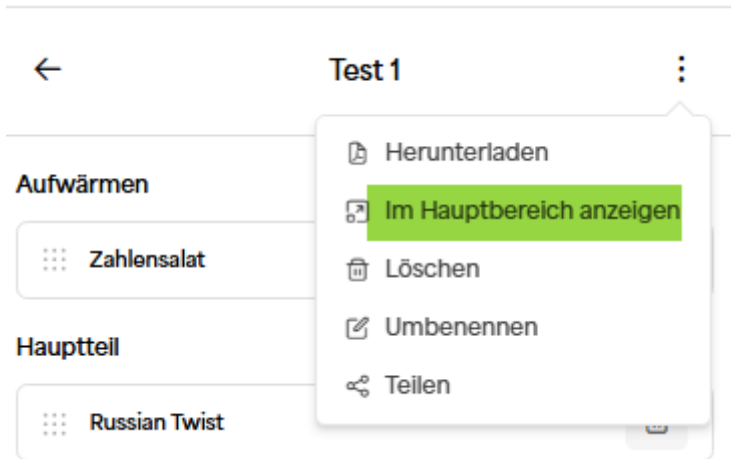 Test 1
Herunterladen
Aufwärmen
Im Hauptbereich anzeigen
Zahlensalat
Löschen
Umbenennen
Hauptteil
Teilen
Russian Twist